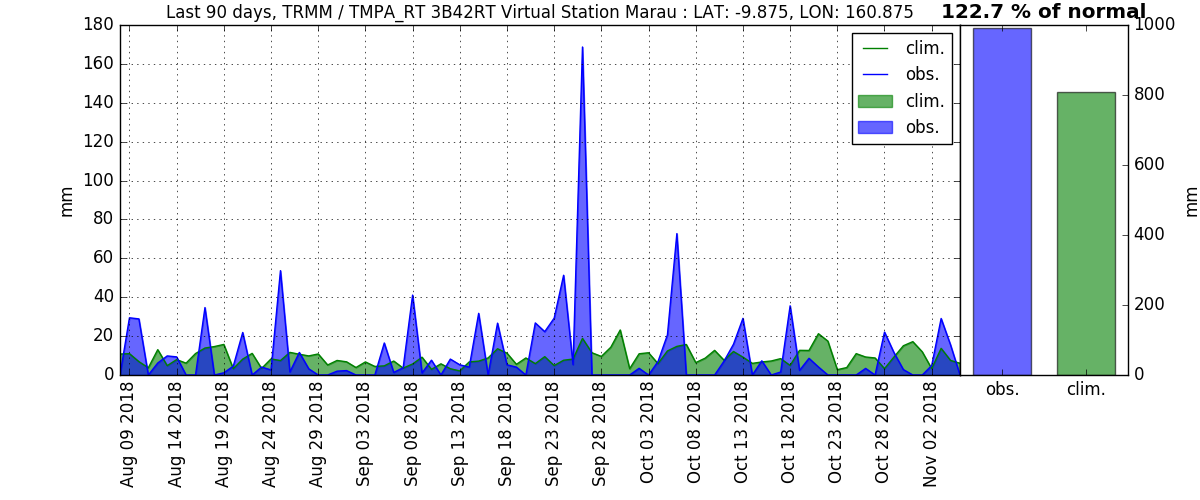 Last 90 days, TRMM / TMPA_RT 3B42RT Virtual Station Marau : LAT: -9.875, LON: 160.875
122.7 % of normal
180
160
140
120
100
80
60
40
20
0
mm
clim.
obs.
clim.
obs.
1000
800
600
400
200
0
mm
obs.
clim.
Aug 09 2018
Aug 14 2018
Aug 19 2018
Aug 24 2018
Aug 29 2018
Sep 03 2018
Sep 08 2018
Sep 13 2018
Sep 18 2018
Sep 23 2018
Sep 28 2018
Oct 03 2018
Oct 08 2018
Oct 13 2018
Oct 18 2018
Oct 23 2018
Oct 28 2018
Nov 02 2018